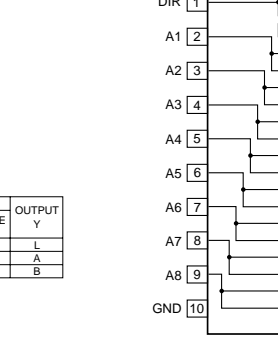 DIR 1
A1 2
A2 3
A3 4
A4 5
A5 6
A6 7
A7 8
A8 9
GND 10
E OUTPUT
Y
L
A
B